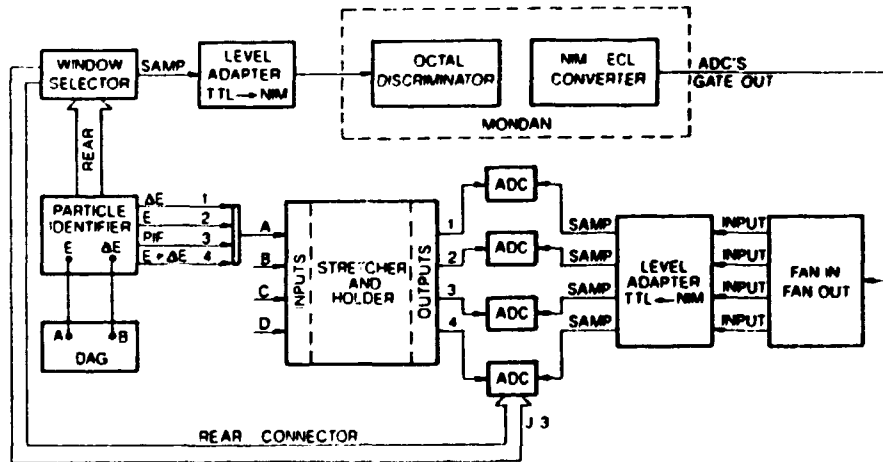 WINDOW
SELECTOR
SAMP
LEVEL
ADAPTER
TTL → NIM
OCTAL
DISCRIMINATOR
NIM ECL
CONVERTER
MONDAN
ADC'S
GATE OUT
REAR
PARTICLE
IDENTIFIER
E ΔE
ΔE 1
E 2
PIF 3
E + ΔE 4
A
B
C
D
INPUTS
STRETCHER
AND
HOLDER
OUTPUTS
1
2
3
4
ADC
ADC
ADC
ADC
SAMP
SAMP
SAMP
SAMP
LEVEL
ADAPTER
TTL ← NIM
INPUT
INPUT
INPUT
INPUT
FAN IN
FAN OUT
A B
DAG
REAR CONNECTOR
J 3